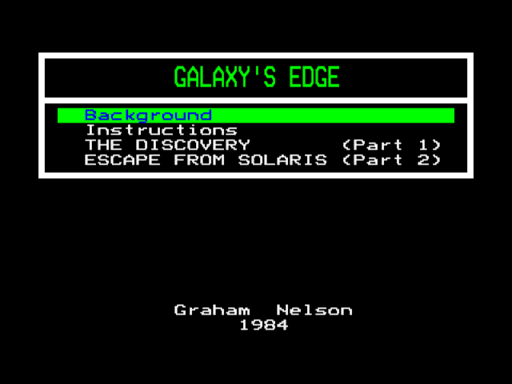 GALAXY'S EDGE
Background
Instructions
THE DISCOVERY (Part 1)
ESCAPE FROM SOLARIS (Part 2)
Graham Nelson
1984